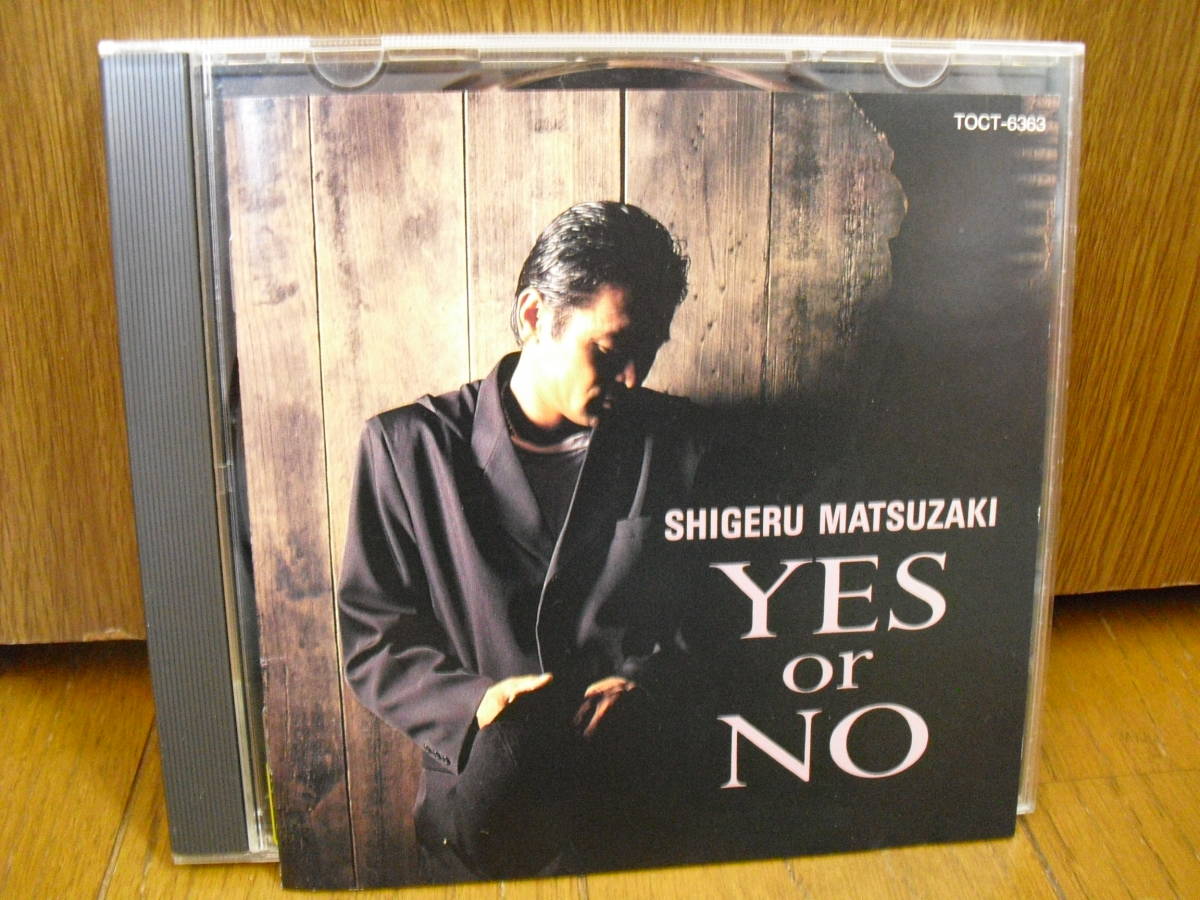 TOCT-6363
SHIGERU MATSUZAKI
YES
or
NO